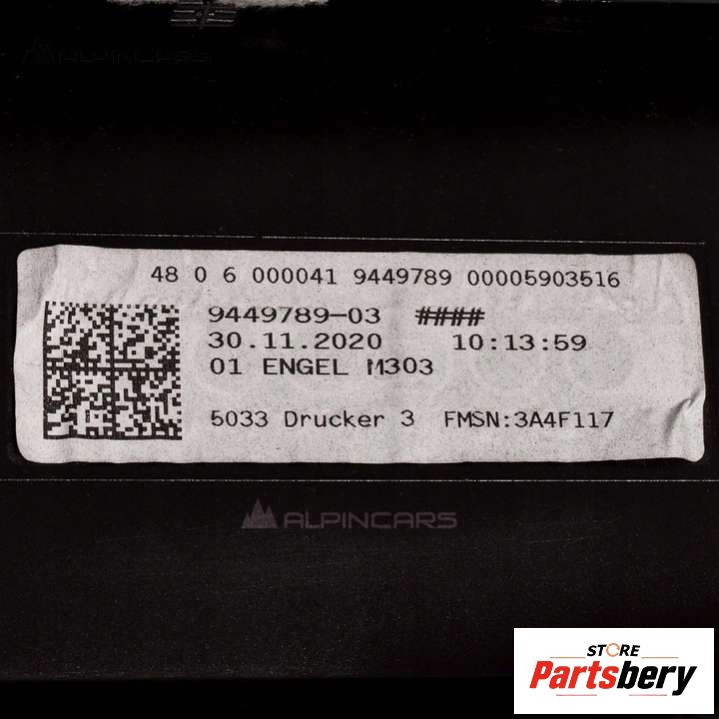 ALPINCARS
48 0 6 000041 9449789 00005903516
9449789-03 ####
30.11.2020 10:13:59
01 ENGEL M303
5033 Drucker 3 FMSN:3A4F117
ALPINCARS
STORE
Partsbery